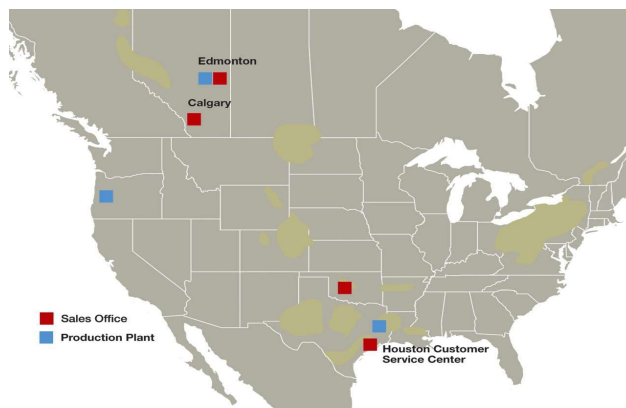 Edmonton
Calgary
Sales Office
Production Plant
Houston Customer
Service Center